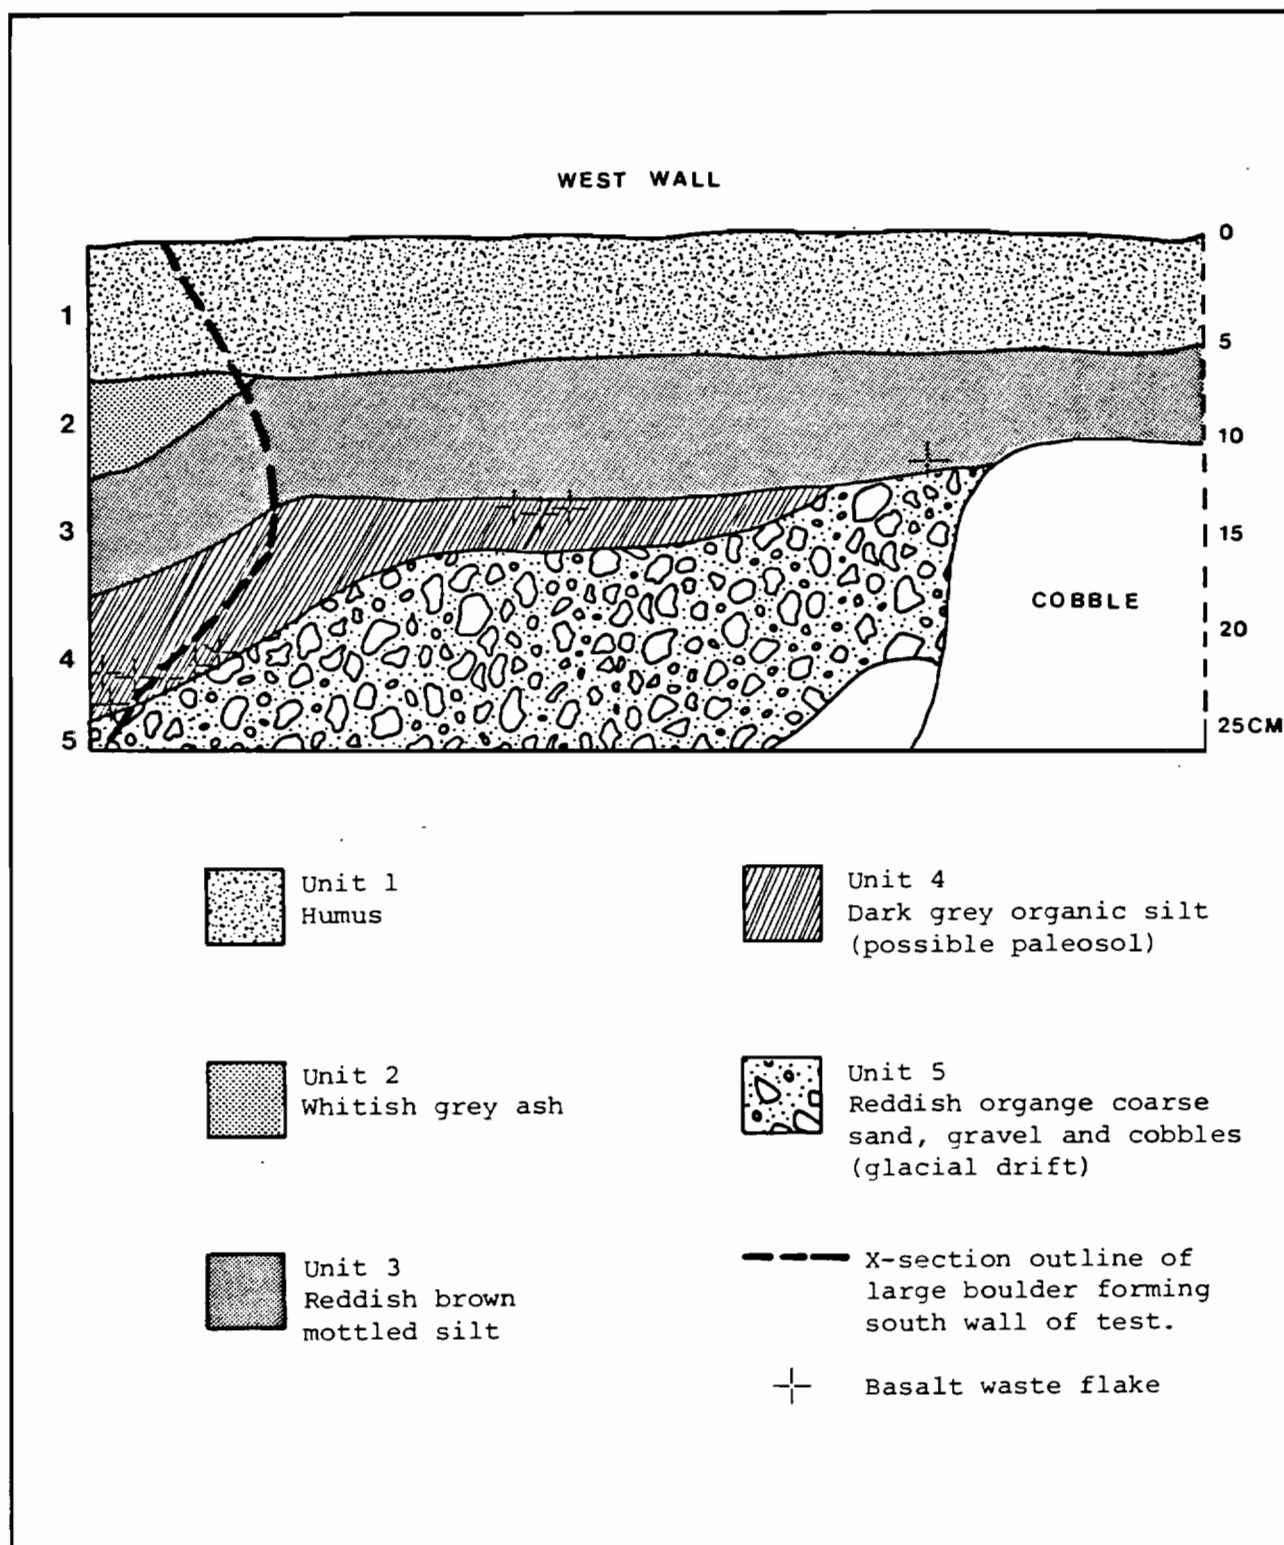 WEST WALL
0
1
5
2
10
3
15
COBBLE
20
4
25CM
5
Unit 1
Humus
Unit 4
Dark grey organic silt
(possible paleosol)
Unit 2
Whitish grey ash
Unit 5
Reddish organge coarse
sand, gravel and cobbles
(glacial drift)
Unit 3
Reddish brown
mottled silt
X-section outline of
large boulder forming
south wall of test.
Basalt waste flake